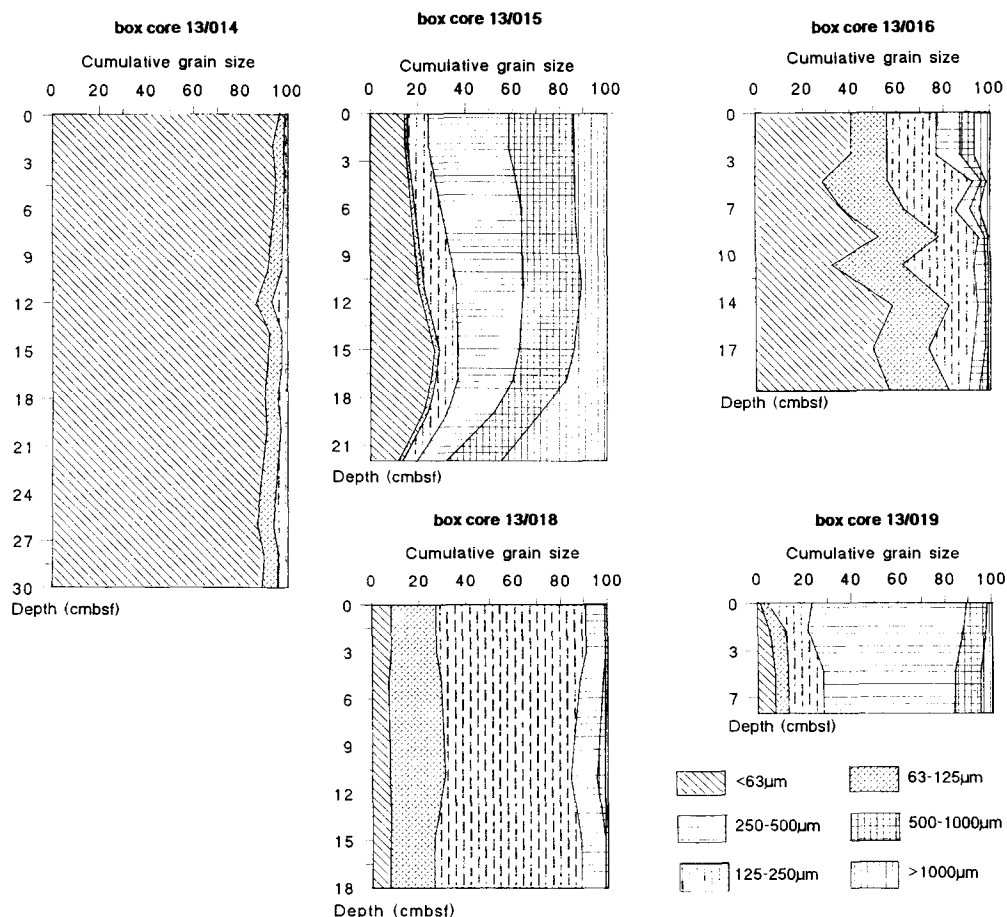 box core 13/014
Cumulative grain size
0 20 40 60 80 100
0
3
6
9
12
15
18
21
24
27
30
Depth (cmbsf)
box core 13/015
Cumulative grain size
0 20 40 60 80 100
0
3
6
9
12
15
18
21
Depth (cmbsf)
box core 13/016
Cumulative grain size
0 20 40 60 80 100
0
3
7
10
14
17
Depth (cmbsf)
box core 13/018
Cumulative grain size
0 20 40 60 80 100
0
3
6
9
12
15
18
Depth (cmbsf)
box core 13/019
Cumulative grain size
0 20 40 60 80 100
0
3
7
Depth (cmbsf)
<63µm
63-125µm
250-500µm
500-1000µm
125-250µm
>1000µm